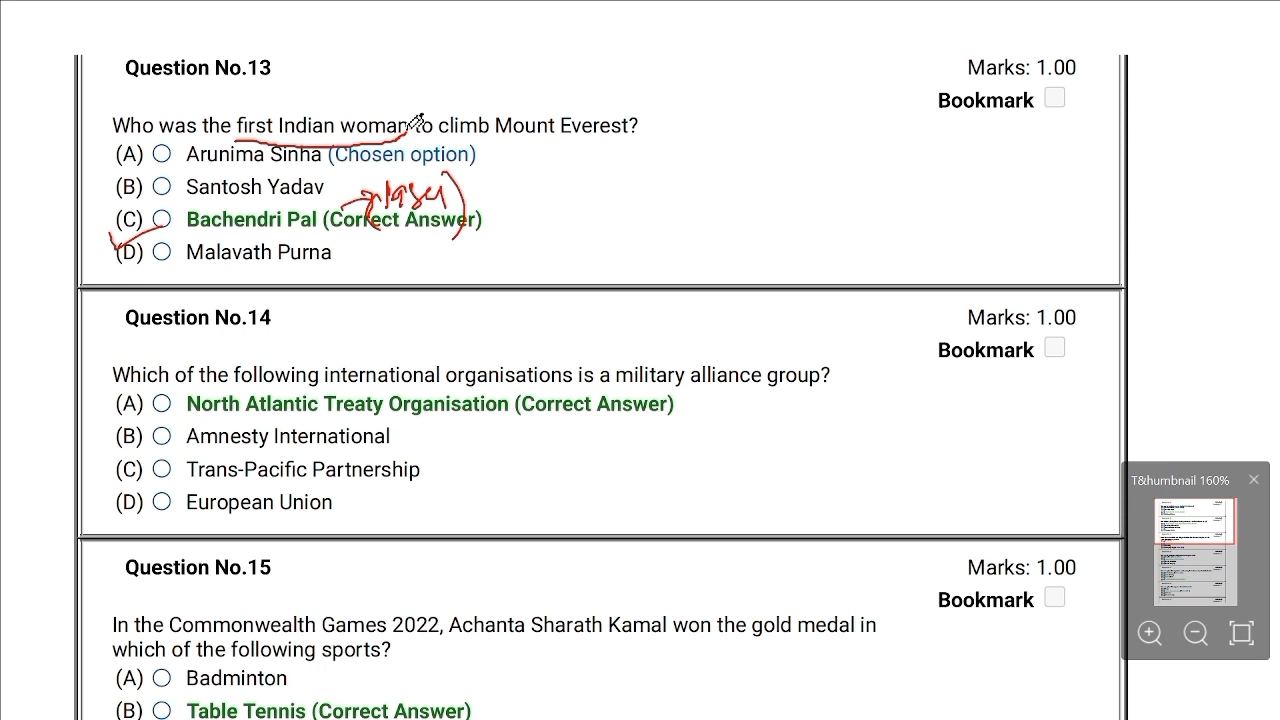 Question No.13
Marks: 1.00
Bookmark
Who was the first Indian woman to climb Mount Everest?
(A) Arunima Sinha (Chosen option)
(B) Santosh Yadav
(C) Bachendri Pal (Correct Answer)
(D) Malavath Purna
Question No.14
Marks: 1.00
Bookmark
Which of the following international organisations is a military alliance group?
(A) North Atlantic Treaty Organisation (Correct Answer)
(B) Amnesty International
(C) Trans-Pacific Partnership
(D) European Union
Question No.15
Marks: 1.00
Bookmark
In the Commonwealth Games 2022, Achanta Sharath Kamal won the gold medal in
which of the following sports?
(A) Badminton
(B) Table Tennis (Correct Answer)
T&humbnail 160%